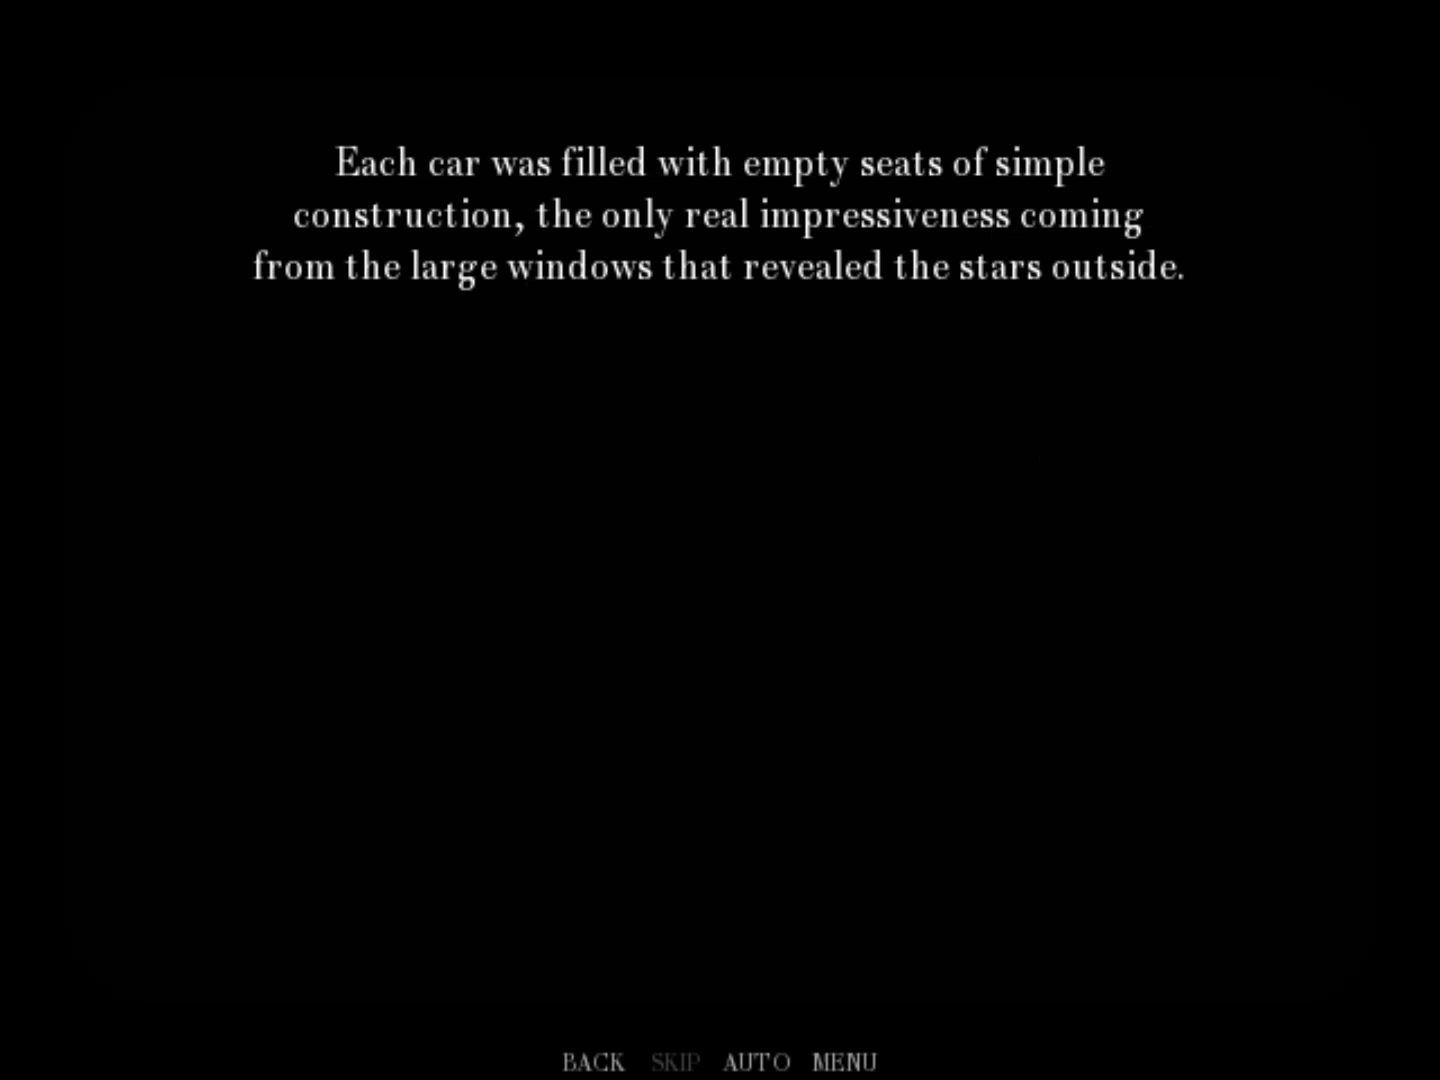 Each car was filled with empty seats of simple
construction, the only real impressiveness coming
from the large windows that revealed the stars outside.
BACK SKIP AUTO MENU